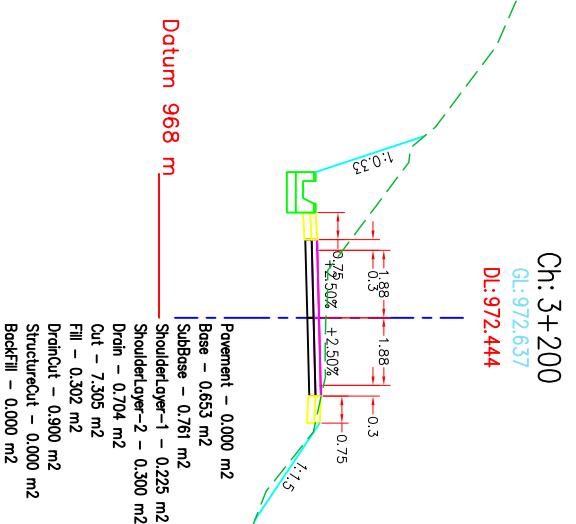 Ch: 3+200
GL:972.637
DL:972.444
1:0.33
0.75
0.3
1.88
1.88
0.3
0.75
+2.50%
+2.50%
1:1.5
Datum 968 m
Pavement - 0.000 m2
Base - 0.653 m2
SubBase - 0.761 m2
ShoulderLayer-1 - 0.225 m2
ShoulderLayer-2 - 0.300 m2
Drain - 0.704 m2
Cut - 7.305 m2
Fill - 0.302 m2
DrainCut - 0.900 m2
StructureCut - 0.000 m2
BackFill - 0.000 m2